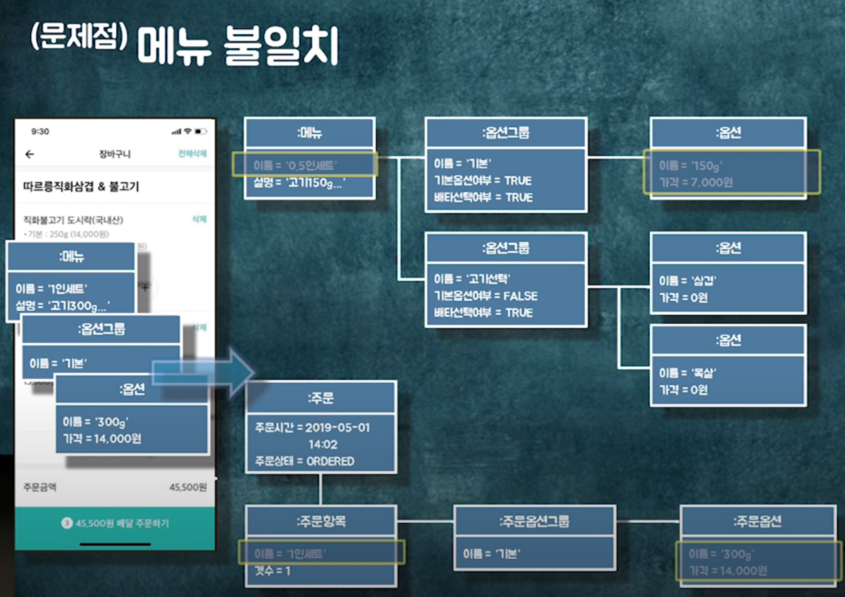 (문제점) 메뉴 불일치
9:30
장바구니
전체삭제
따르릉직화삼겹 & 불고기
직화불고기 도시락(국내산)
삭제
• 기본 : 250g (14,000원)
:메뉴
이름 = '1인세트'
설명 = '고기300g...'
삭제
:옵션그룹
이름 = '기본'
:옵션
이름 = '300g'
가격 = 14,000원
주문금액
45,500원
45,500원 배달 주문하기
:메뉴
이름 = '0.5인세트'
설명 = '고기150g...'
:옵션그룹
이름 = '기본'
기본옵션여부 = TRUE
배타선택여부 = TRUE
:옵션
이름 = '150g'
가격 = 7,000원
:옵션그룹
이름 = '고기선택'
기본옵션여부 = FALSE
배타선택여부 = TRUE
:옵션
이름 = '삼겹'
가격 = 0원
:옵션
이름 = '목살'
가격 = 0원
:주문
주문시간 = 2019-05-01
14:02
주문상태 = ORDERED
:주문항목
이름 = '1인세트'
갯수 = 1
:주문옵션그룹
이름 = '기본'
:주문옵션
이름 = '300g'
가격 = 14,000원